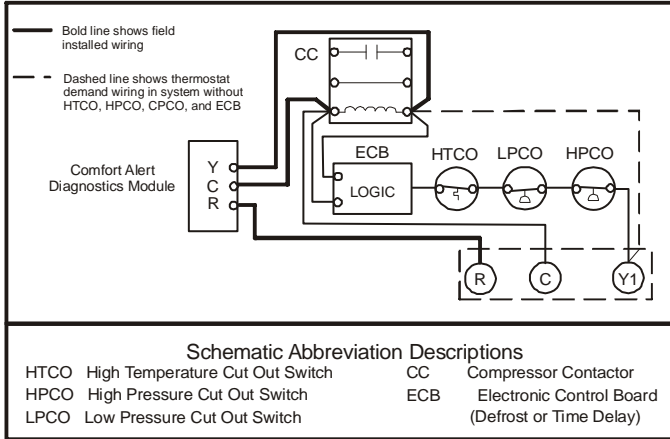 Bold line shows field
installed wiring
Dashed line shows thermostat
demand wiring in system without
HTCO, HPCO, CPCO, and ECB
CC
Comfort Alert
Diagnostics Module
Y
C
R
ECB
LOGIC
HTCO
LPCO
HPCO
R
C
Y1
Schematic Abbreviation Descriptions
HTCO High Temperature Cut Out Switch
HPCO High Pressure Cut Out Switch
LPCO Low Pressure Cut Out Switch
CC Compressor Contactor
ECB Electronic Control Board
(Defrost or Time Delay)